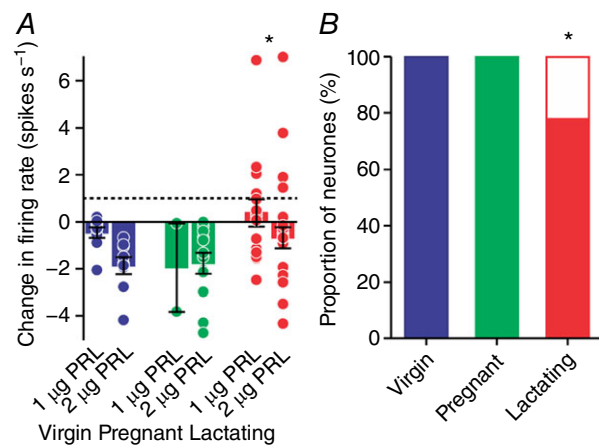 A
Change in firing rate (spikes s⁻¹)
*
6
4
2
0
−2
−4
1 µg PRL
2 µg PRL
1 µg PRL
2 µg PRL
1 µg PRL
2 µg PRL
Virgin Pregnant Lactating
B
Proportion of neurones (%)
*
100
80
60
40
20
0
Virgin
Pregnant
Lactating